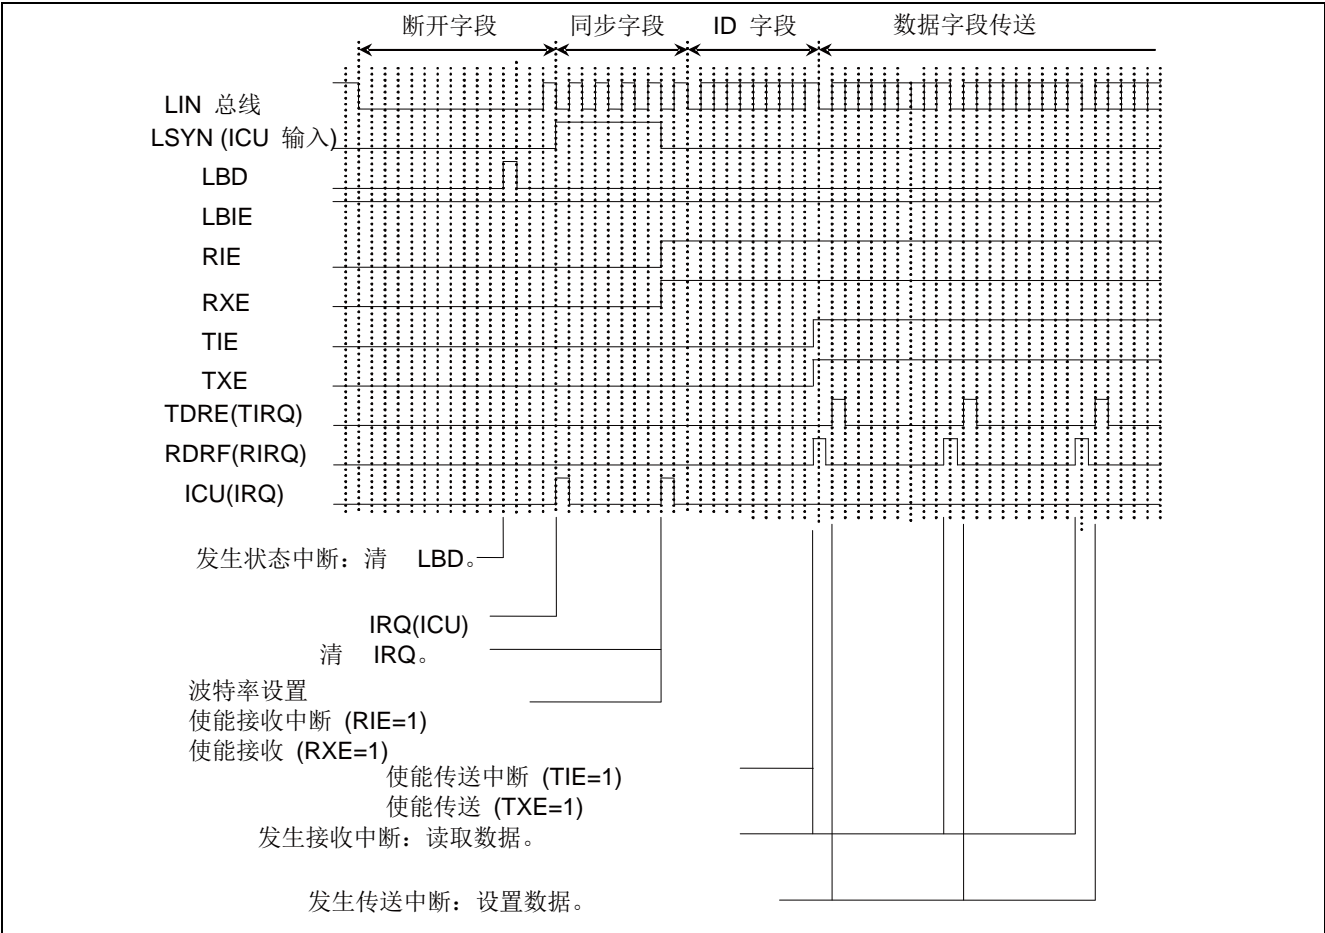 断开字段 同步字段 ID 字段 数据字段传送
LIN 总线
LSYN (ICU 输入)
LBD
LBIE
RIE
RXE
TIE
TXE
TDRE(TIRQ)
RDRF(RIRQ)
ICU(IRQ)
发生状态中断：清 LBD。
IRQ(ICU)
清 IRQ。
波特率设置
使能接收中断 (RIE=1)
使能接收 (RXE=1)
使能传送中断 (TIE=1)
使能传送 (TXE=1)
发生接收中断：读取数据。
发生传送中断：设置数据。